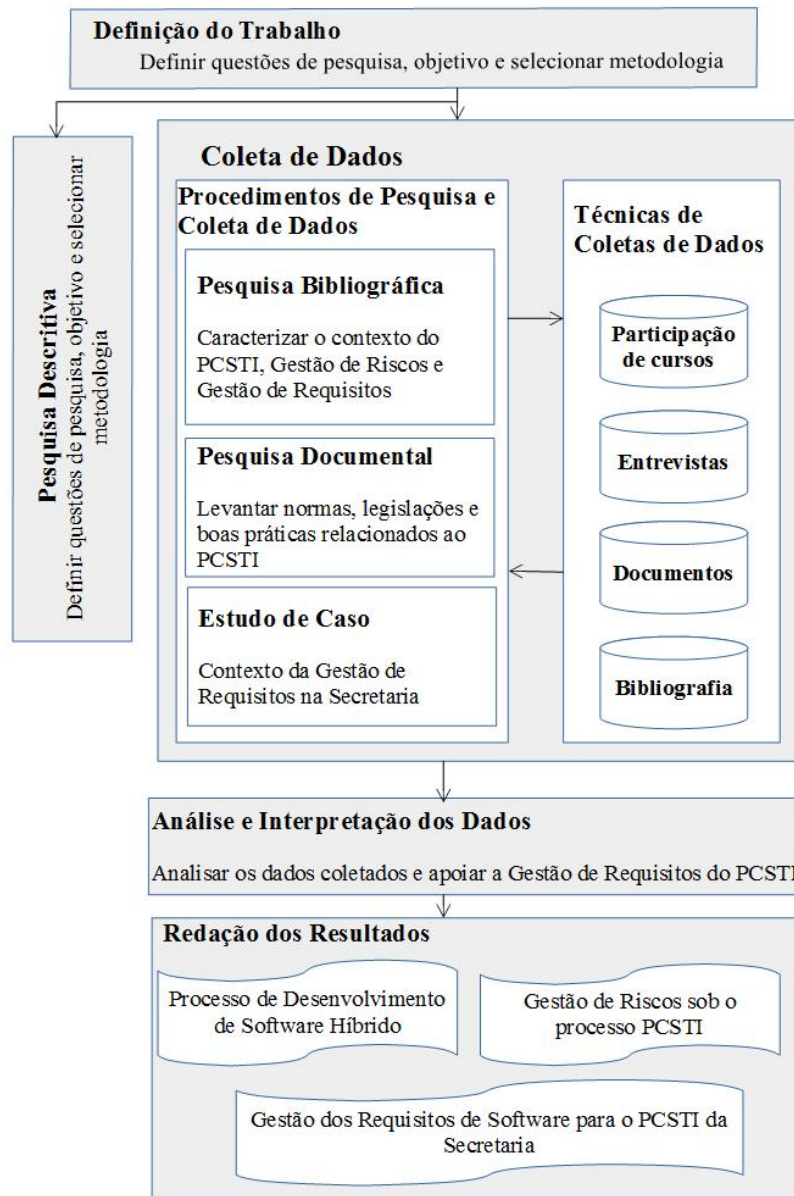 Definição do Trabalho
Definir questões de pesquisa, objetivo e selecionar metodologia
Pesquisa Descritiva
Definir questões de pesquisa, objetivo e selecionar
metodologia
Coleta de Dados
Procedimentos de Pesquisa e
Coleta de Dados
Pesquisa Bibliográfica
Caracterizar o contexto do
PCSTI, Gestão de Riscos e
Gestão de Requisitos
Pesquisa Documental
Levantar normas, legislações e
boas práticas relacionados ao
PCSTI
Estudo de Caso
Contexto da Gestão de
Requisitos na Secretaria
Técnicas de
Coletas de Dados
Participação
de cursos
Entrevistas
Documentos
Bibliografia
Análise e Interpretação dos Dados
Analisar os dados coletados e apoiar a Gestão de Requisitos do PCSTI
Redação dos Resultados
Processo de Desenvolvimento
de Software Híbrido
Gestão de Riscos sob o
processo PCSTI
Gestão dos Requisitos de Software para o PCSTI da
Secretaria